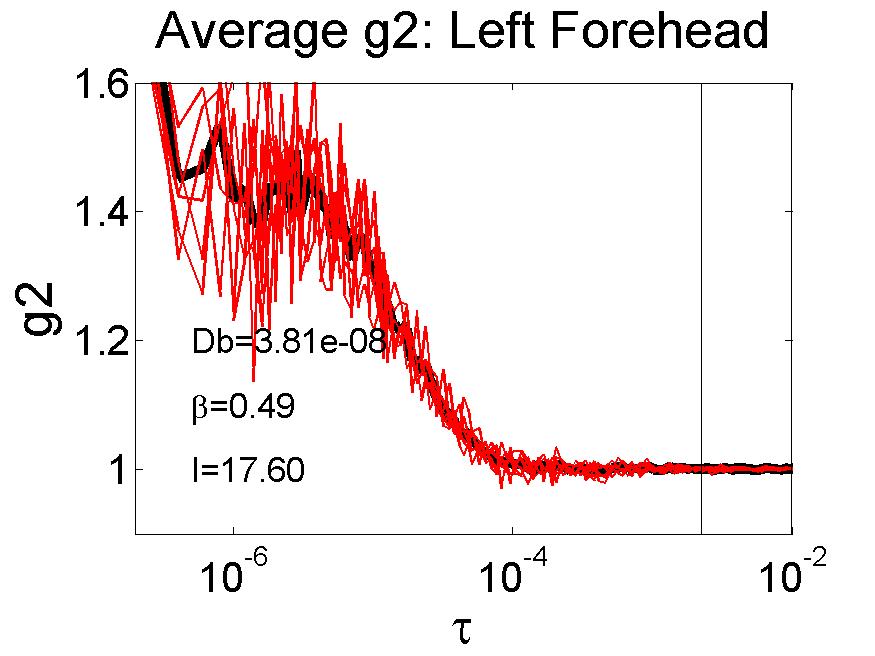 Average g2: Left Forehead
1.6
1.4
1.2
1
g2
Db=3.81e-08
β=0.49
I=17.60
10^-6
10^-4
10^-2
τ